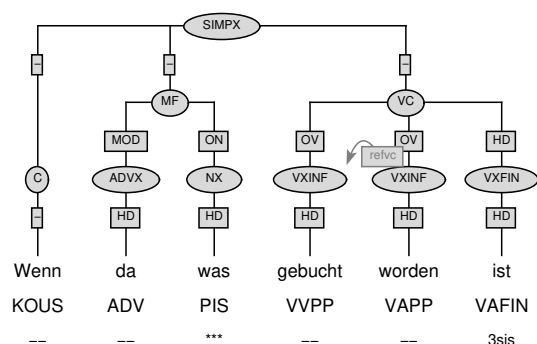 SIMPX
– – –
MF VC
MOD ON OV OV refvc HD
C ADVX NX VXINF VXINF VXFIN
– HD HD HD HD HD
Wenn da was gebucht worden ist
KOUS ADV PIS VVPP VAPP VAFIN
-- -- *** -- -- 3sis